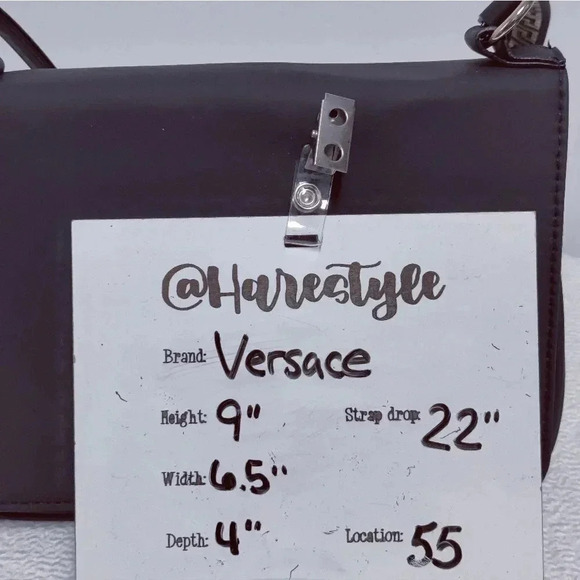 @Harestyle
Brand: Versace
Height: 9" Strap drop: 22"
Width: 6.5"
Depth: 4" Location: 55